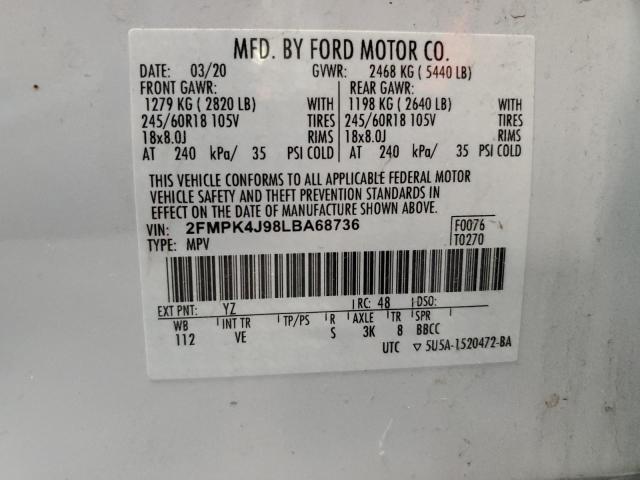 MFD. BY FORD MOTOR CO.
DATE: 03/20 GVWR: 2468 KG ( 5440 LB)
FRONT GAWR: REAR GAWR:
1279 KG ( 2820 LB) WITH 1198 KG ( 2640 LB) WITH
245/60R18 105V TIRES 245/60R18 105V TIRES
18x8.0J RIMS 18x8.0J RIMS
AT 240 kPa/ 35 PSI COLD AT 240 kPa/ 35 PSI COLD
THIS VEHICLE CONFORMS TO ALL APPLICABLE FEDERAL MOTOR
VEHICLE SAFETY AND THEFT PREVENTION STANDARDS IN
EFFECT ON THE DATE OF MANUFACTURE SHOWN ABOVE.
VIN: 2FMPK4J98LBA68736 F0076
TYPE: MPV T0270
EXT PNT: YZ RC: 48 DSO:
WB INT TR TP/PS R AXLE TR SPR
112 VE S 3K 8 BBCC
UTC ▽ 5U5A-1520472-BA